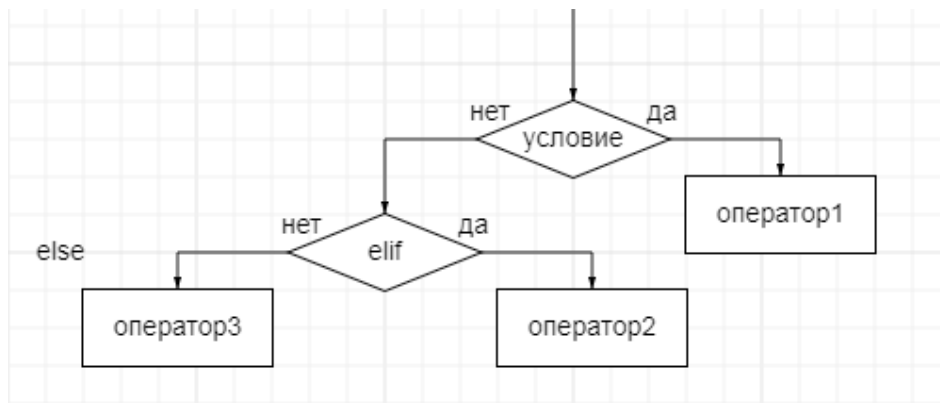 нет
да
условие
оператор1
нет
да
else
elif
оператор3
оператор2